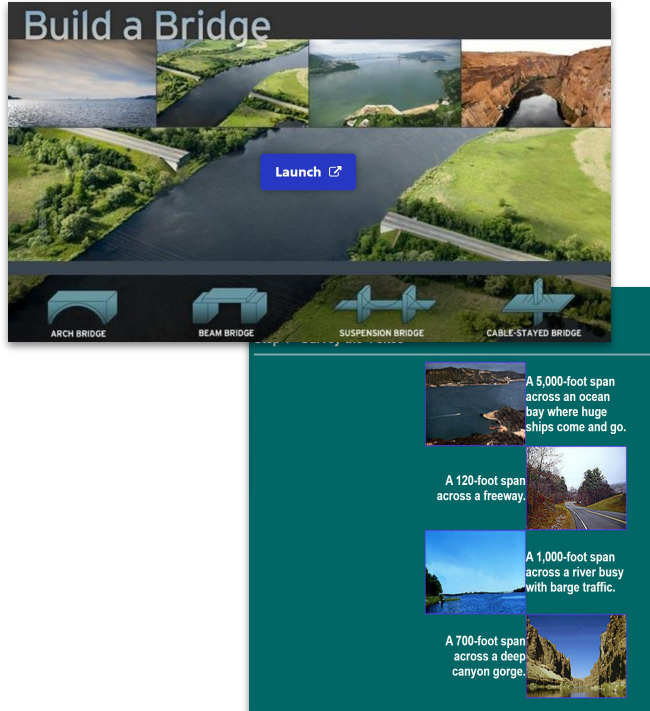 Build a Bridge
Launch
ARCH BRIDGE
BEAM BRIDGE
SUSPENSION BRIDGE
CABLE-STAYED BRIDGE
A 5,000-foot span
across an ocean
bay where huge
ships come and go.
A 120-foot span
across a freeway.
A 1,000-foot span
across a river busy
with barge traffic.
A 700-foot span
across a deep
canyon gorge.